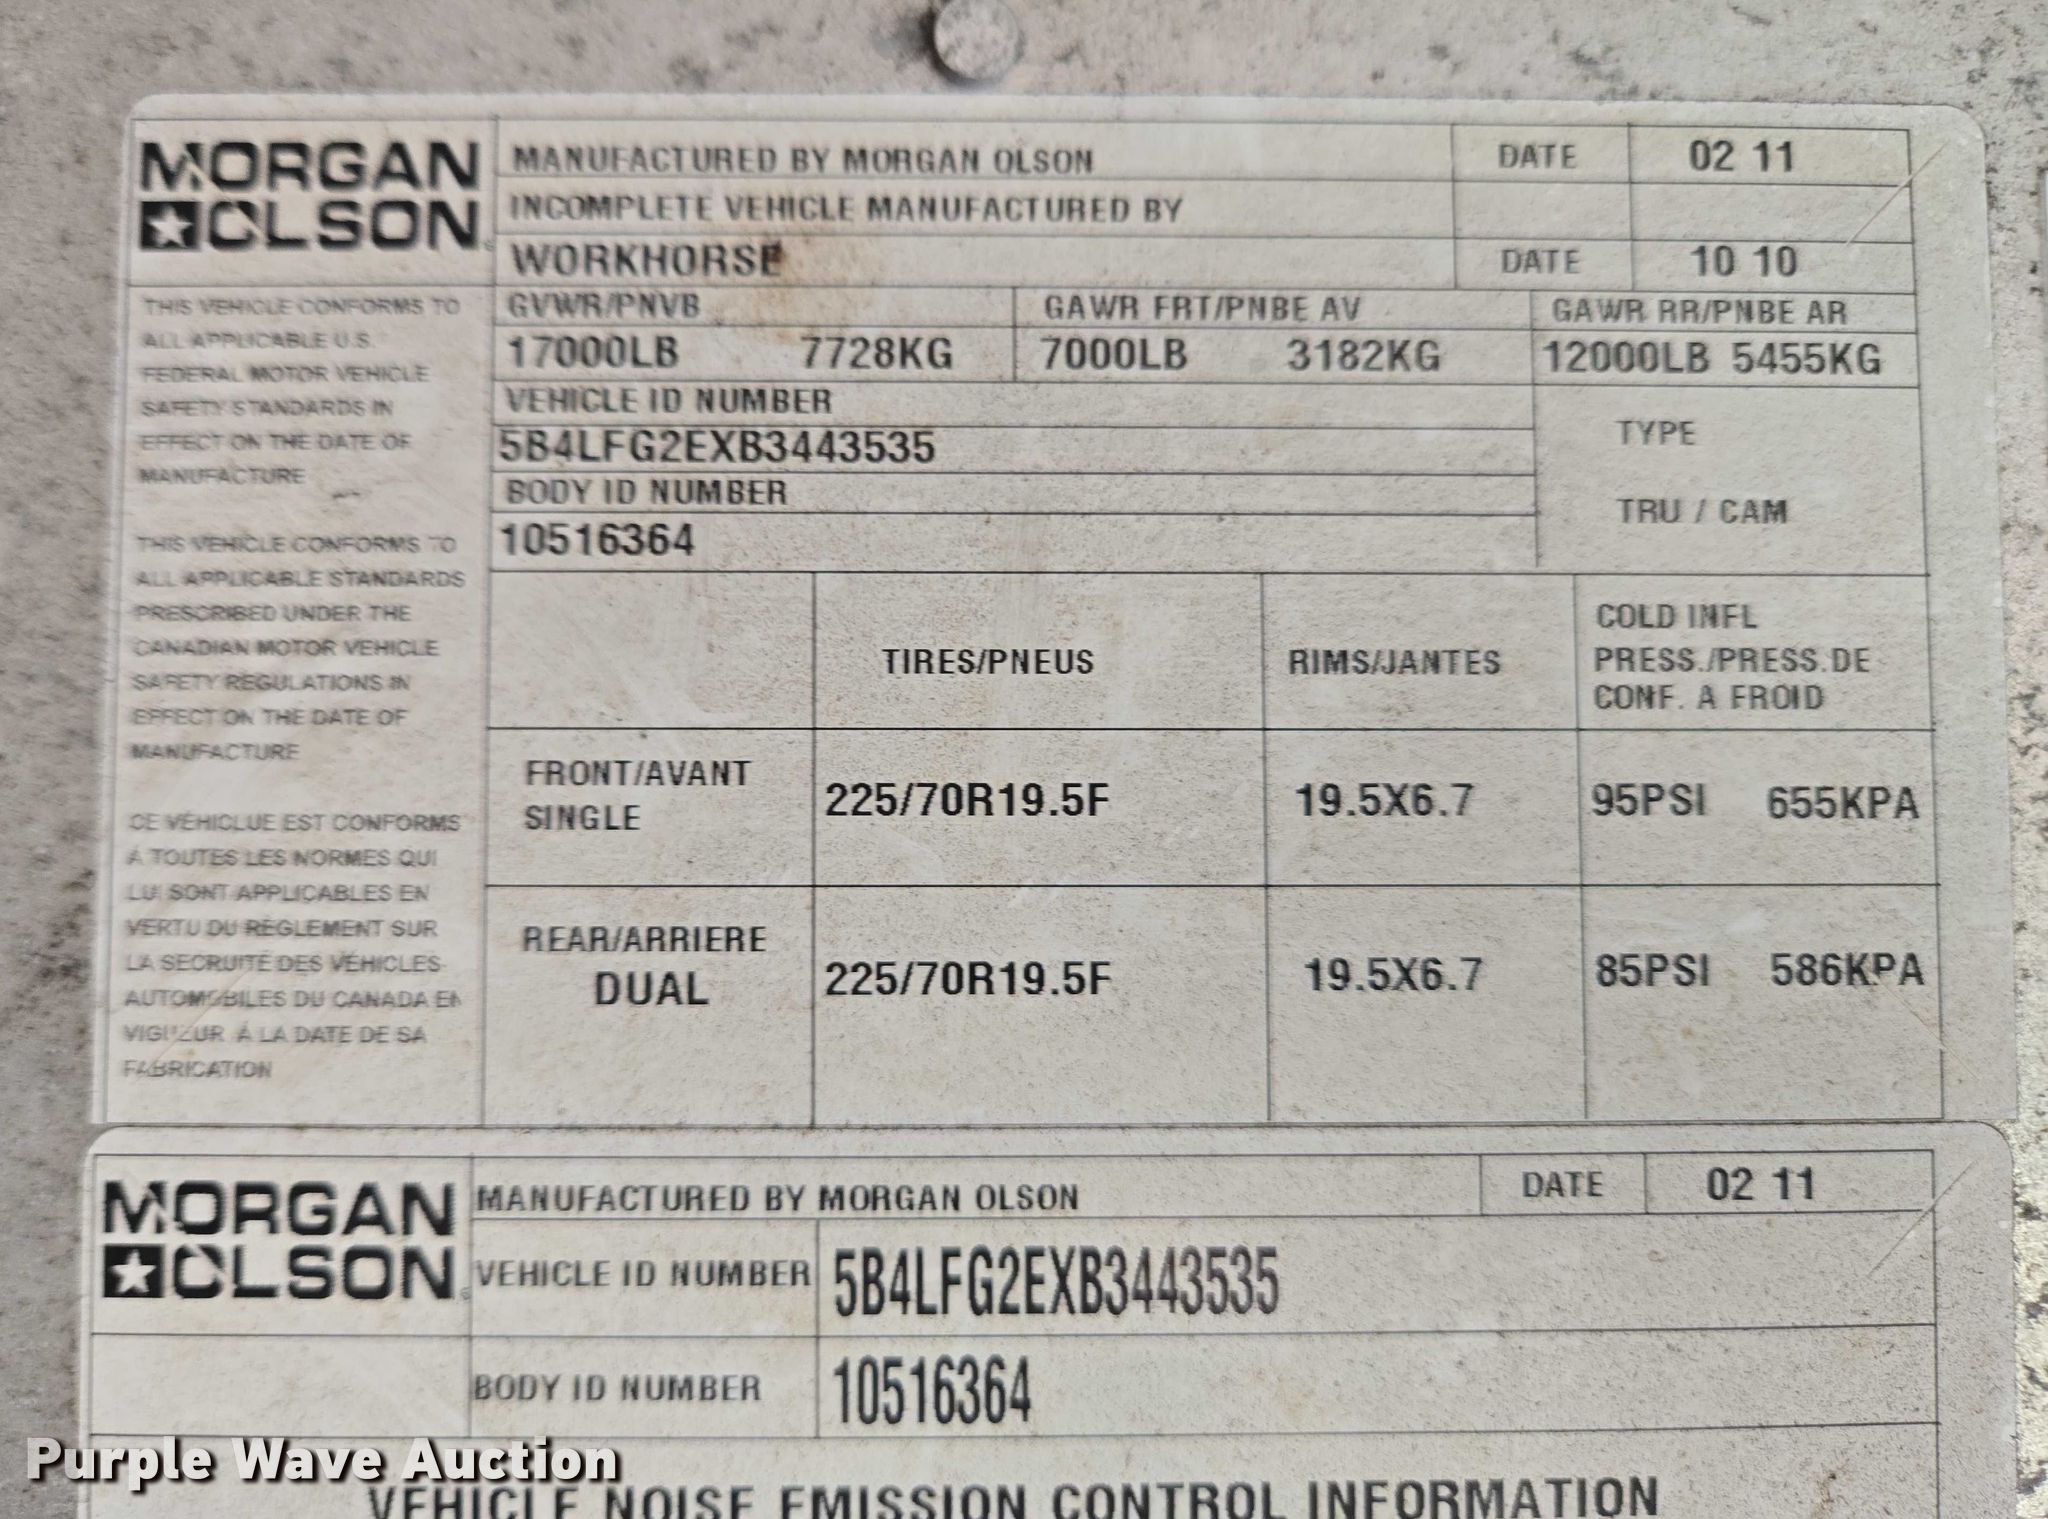 MORGAN
OLSON
MANUFACTURED BY MORGAN OLSON DATE 02 11
INCOMPLETE VEHICLE MANUFACTURED BY
WORKHORSE DATE 10 10
GVWR/PNVB GAWR FRT/PNBE AV GAWR RR/PNBE AR
17000LB 7728KG 7000LB 3182KG 12000LB 5455KG
VEHICLE ID NUMBER
5B4LFG2EXB3443535
BODY ID NUMBER
10516364
TYPE
TRU / CAM
THIS VEHICLE CONFORMS TO
ALL APPLICABLE U.S.
FEDERAL MOTOR VEHICLE
SAFETY STANDARDS IN
EFFECT ON THE DATE OF
MANUFACTURE
THIS VEHICLE CONFORMS TO
ALL APPLICABLE STANDARDS
PRESCRIBED UNDER THE
CANADIAN MOTOR VEHICLE
SAFETY REGULATIONS IN
EFFECT ON THE DATE OF
MANUFACTURE
CE VÉHICLUE EST CONFORMS
À TOUTES LES NORMES QUI
LUI SONT APPLICABLES EN
VERTU DU RÈGLEMENT SUR
LA SECRUITÉ DES VÉHICLES
AUTOMOBILES DU CANADA EN
VIGUEUR À LA DATE DE SA
FABRICATION
TIRES/PNEUS RIMS/JANTES
COLD INFL
PRESS./PRESS.DE
CONF. A FROID
FRONT/AVANT
SINGLE
225/70R19.5F 19.5X6.7 95PSI 655KPA
REAR/ARRIERE
DUAL
225/70R19.5F 19.5X6.7 85PSI 586KPA
MORGAN
OLSON
MANUFACTURED BY MORGAN OLSON DATE 02 11
VEHICLE ID NUMBER 5B4LFG2EXB3443535
BODY ID NUMBER 10516364
VEHICLE NOISE EMISSION CONTROL INFORMATION
Purple Wave Auction